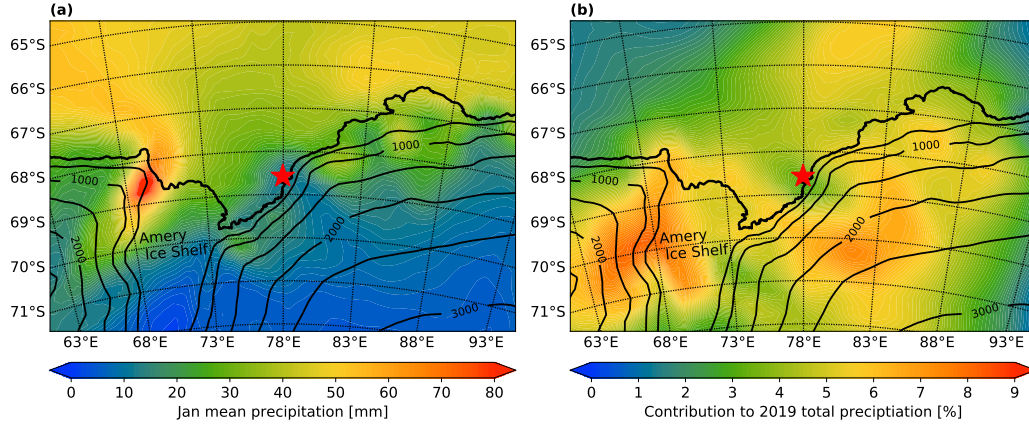 (a)
(b)
65°S
66°S
67°S
68°S
69°S
70°S
71°S
1000
2000
Amery
Ice Shelf
2000
1000
3000
63°E 68°E 73°E 78°E 83°E 88°E 93°E
0 10 20 30 40 50 60 70 80
Jan mean precipitation [mm]
65°S
66°S
67°S
68°S
69°S
70°S
71°S
1000
2000
Amery
Ice Shelf
2000
1000
3000
63°E 68°E 73°E 78°E 83°E 88°E 93°E
0 1 2 3 4 5 6 7 8 9
Contribution to 2019 total preciptiation [%]